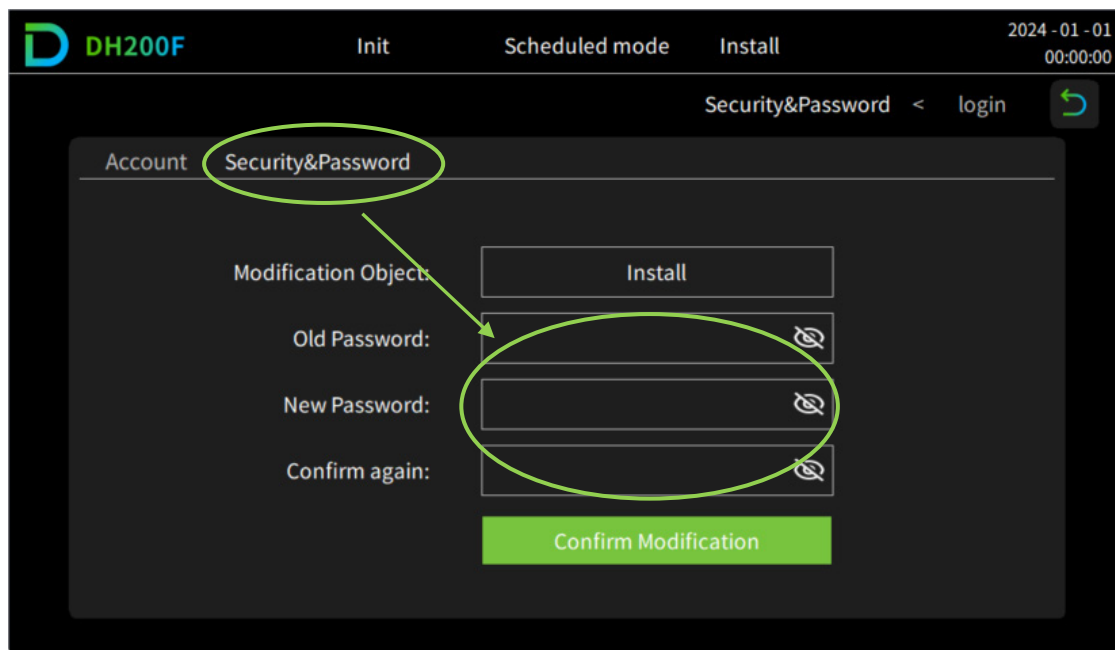 DH200F Init Scheduled mode Install 2024-01-01
00:00:00
Security&Password < login
Account Security&Password
Modification Object: Install
Old Password:
New Password:
Confirm again:
Confirm Modification